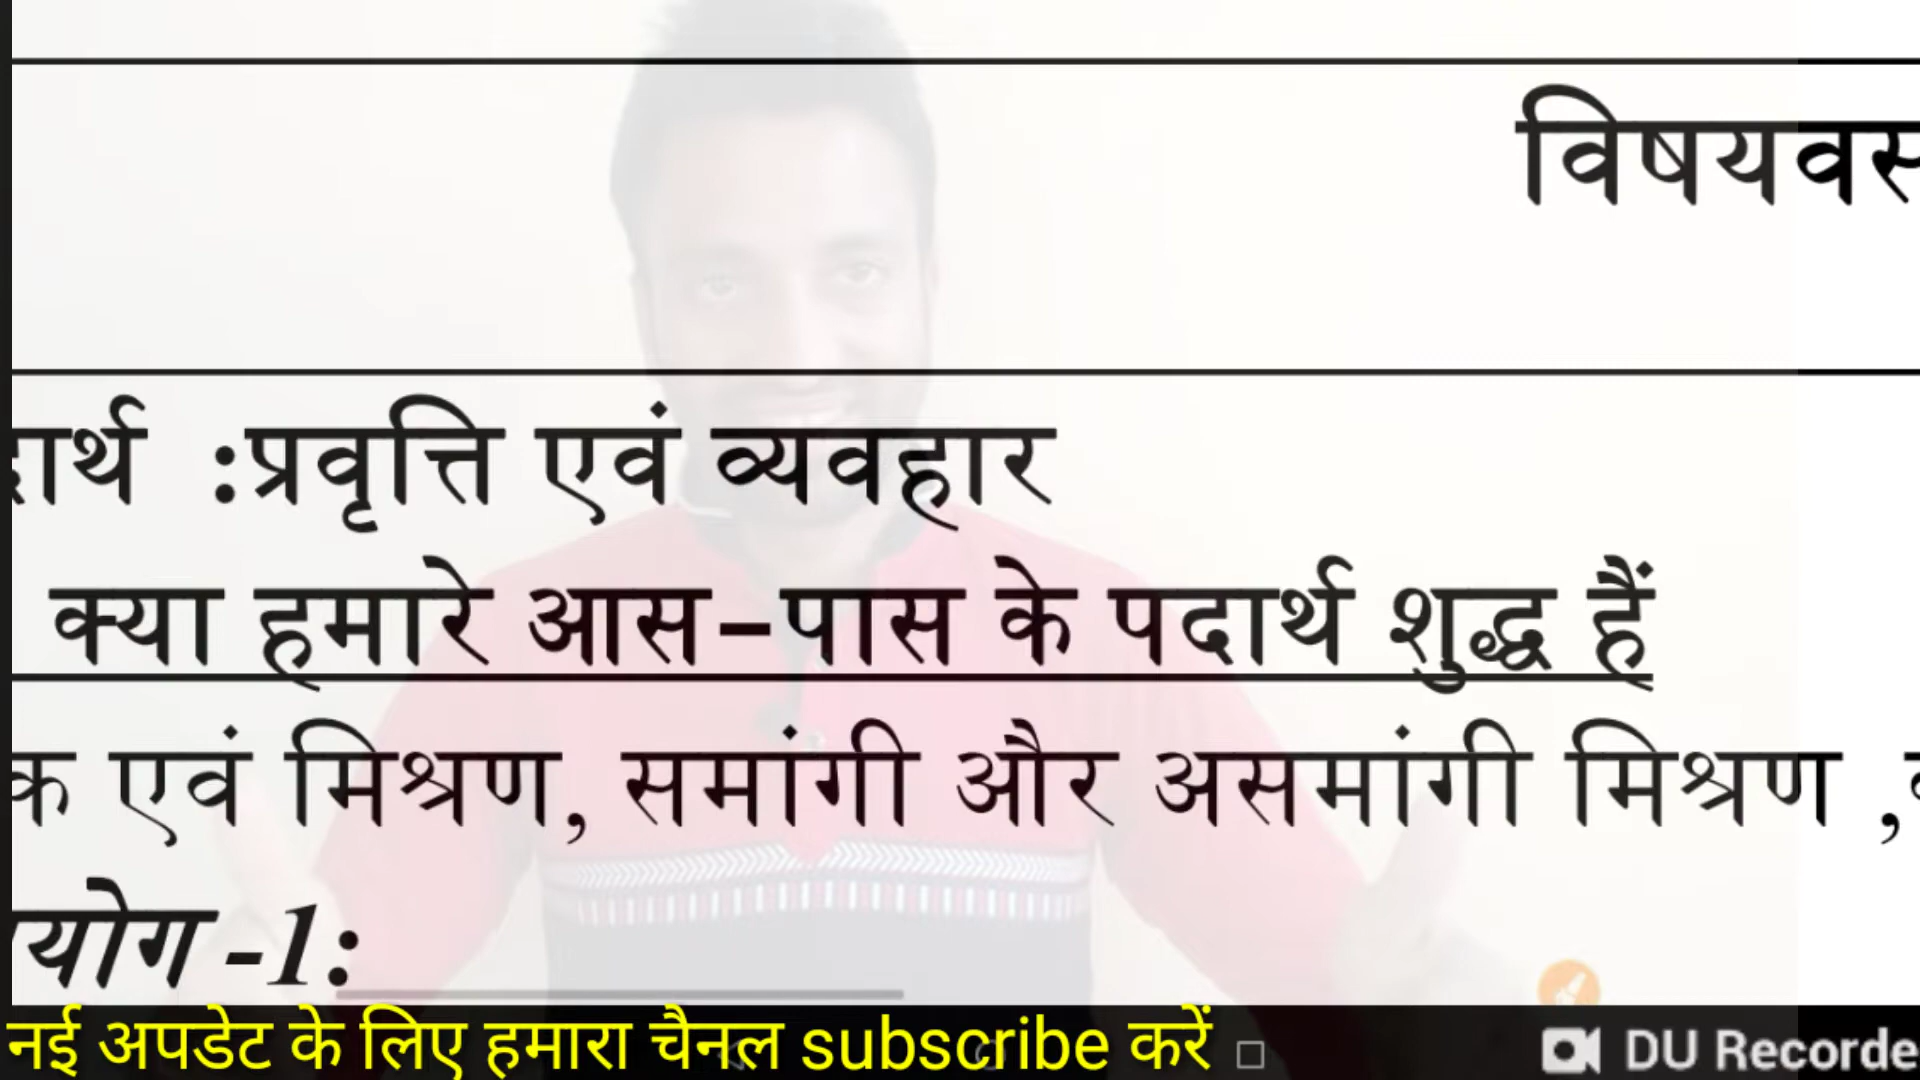 विषयवस
दार्थ :प्रवृत्ति एवं व्यवहार
क्या हमारे आस–पास के पदार्थ शुद्ध हैं
क एवं मिश्रण, समांगी और असमांगी मिश्रण ,
योग -1:
नई अपडेट के लिए हमारा चैनल subscribe करें
DU Recorde